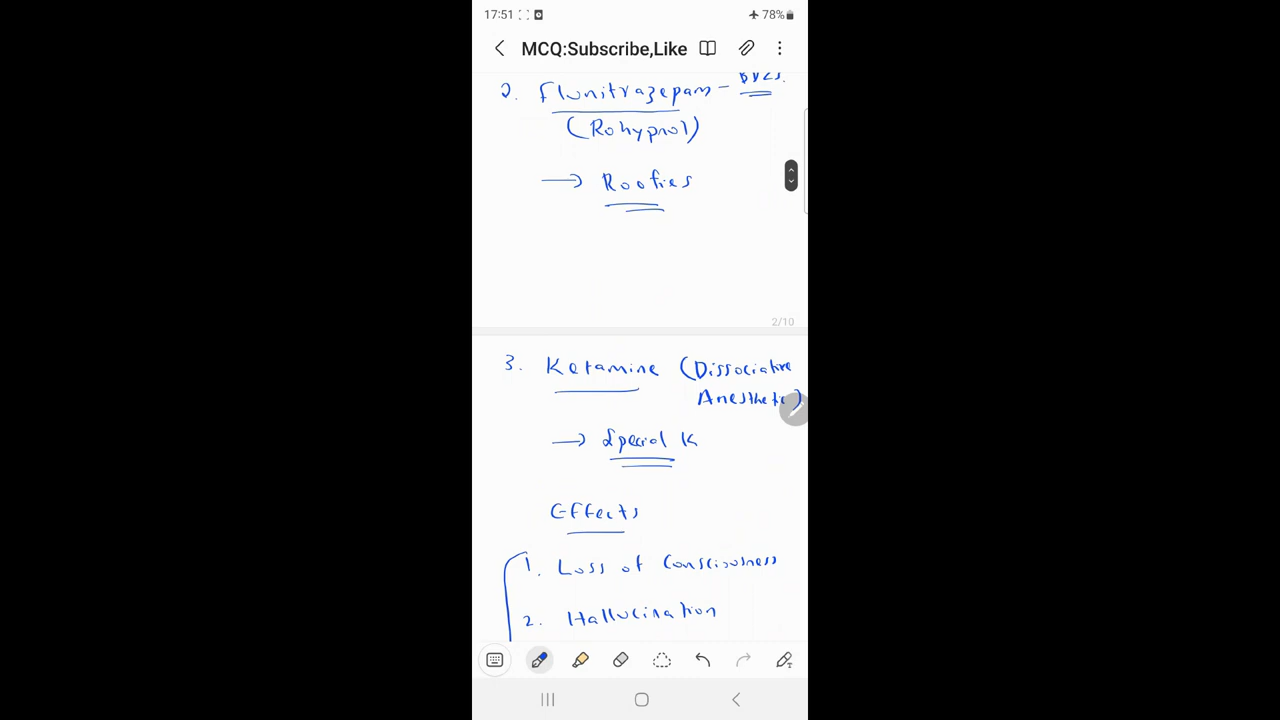 17:51 78%
MCQ:Subscribe,Like
2. Flunitrazepam - BDZs.
(Rohypnol)
→ Roofies
2/10
3. Ketamine (Dissociative
Anesthetic)
→ Special K
Effects
1. Loss of Consciousness
2. Hallucination